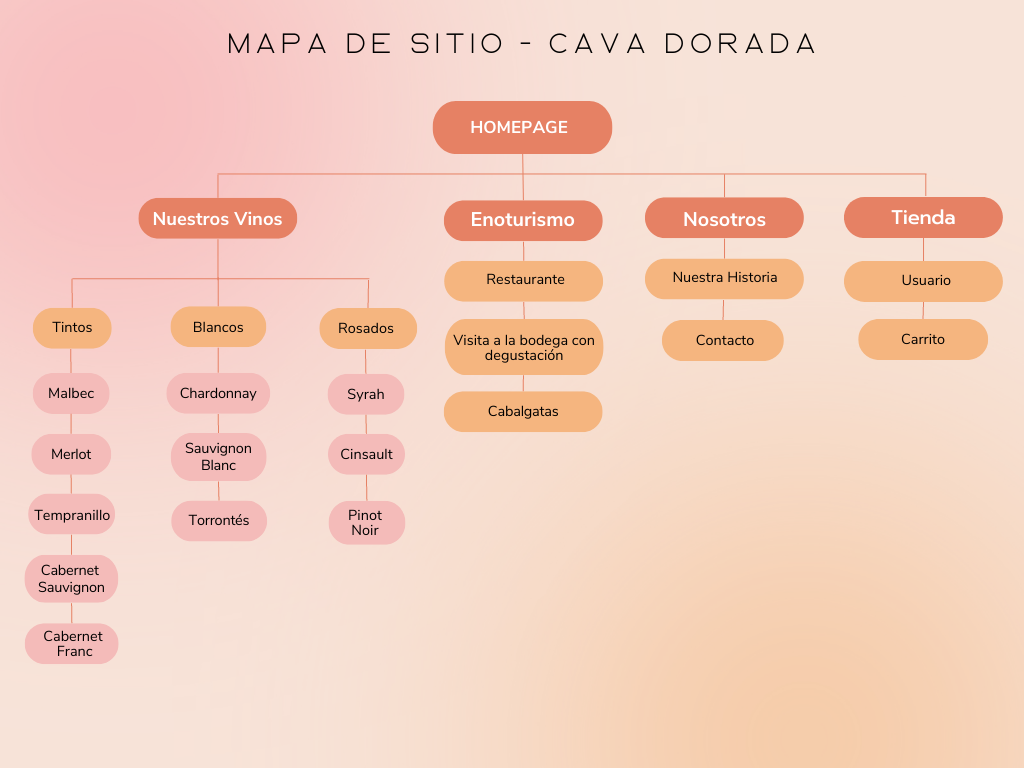 MAPA DE SITIO - CAVA DORADA
HOMEPAGE
Nuestros Vinos
Enoturismo
Nosotros
Tienda
Tintos
Malbec
Merlot
Tempranillo
Cabernet
Sauvignon
Cabernet
Franc
Blancos
Chardonnay
Sauvignon
Blanc
Torrontés
Rosados
Syrah
Cinsault
Pinot
Noir
Restaurante
Visita a la bodega con
degustación
Cabalgatas
Nuestra Historia
Contacto
Usuario
Carrito